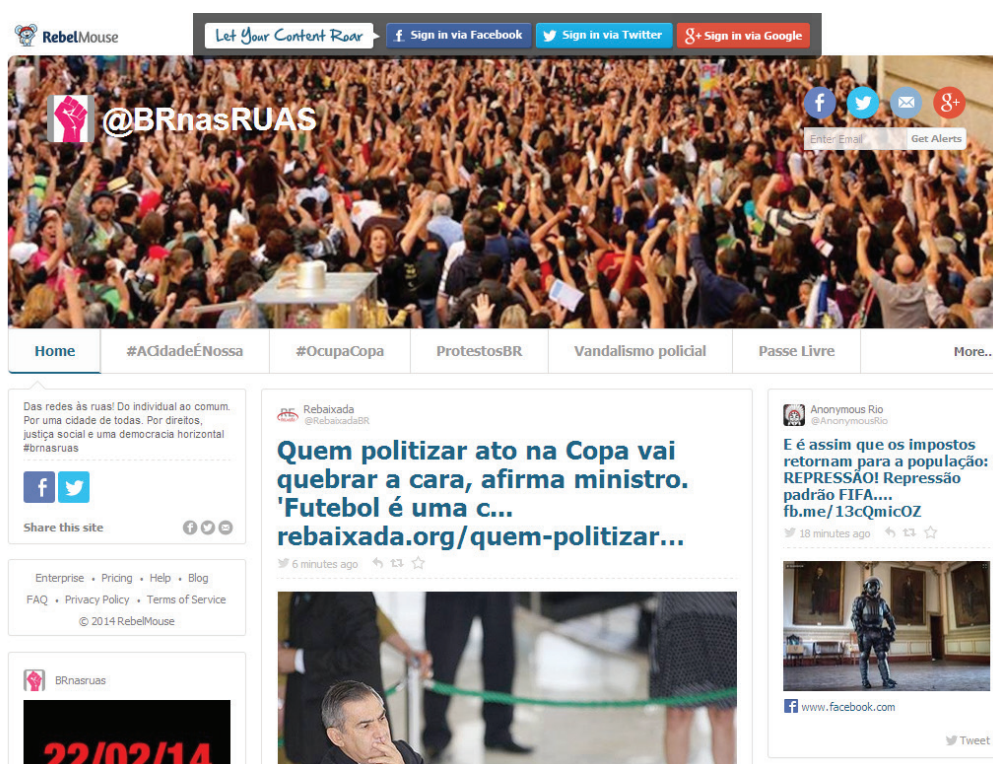 RebelMouse
Let Your Content Roar
Sign in via Facebook
Sign in via Twitter
Sign in via Google
@BRnasRUAS
Enter Email
Get Alerts
Home
#ACidadeÉNossa
#OcupaCopa
ProtestosBR
Vandalismo policial
Passe Livre
More..
Das redes às ruas! Do individual ao comum.
Por uma cidade de todas. Por direitos,
justiça social e uma democracia horizontal
#brnasruas
Share this site
Enterprise • Pricing • Help • Blog
FAQ • Privacy Policy • Terms of Service
© 2014 RebelMouse
BRnasruas
22/02/14
Rebaixada
@RebaixadaBR
Quem politizar ato na Copa vai
quebrar a cara, afirma ministro.
'Futebol é uma c...
rebaixada.org/quem-politizar...
6 minutes ago
Anonymous Rio
@AnonymousRio
E é assim que os impostos
retornam para a população:
REPRESSÃO! Repressão
padrão FIFA....
fb.me/13cQmicOZ
18 minutes ago
www.facebook.com
Tweet